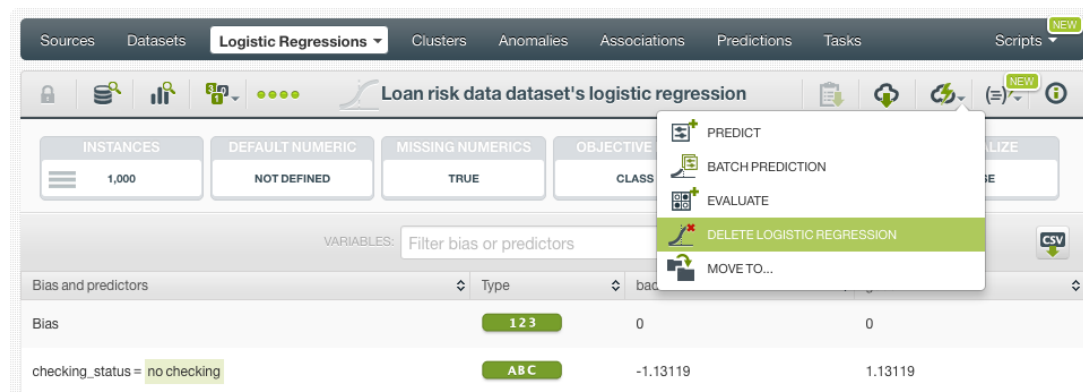 NEW
Sources Datasets Logistic Regressions Clusters Anomalies Associations Predictions Tasks Scripts
NEW
Loan risk data dataset's logistic regression (=)
INSTANCES DEFAULT NUMERIC MISSING NUMERICS OBJECTIVE
1,000 NOT DEFINED TRUE CLASS
PREDICT
BATCH PREDICTION
EVALUATE
DELETE LOGISTIC REGRESSION
MOVE TO...
VARIABLES: Filter bias or predictors CSV
Bias and predictors Type
Bias 123 0 0
checking_status = no checking ABC -1.13119 1.13119